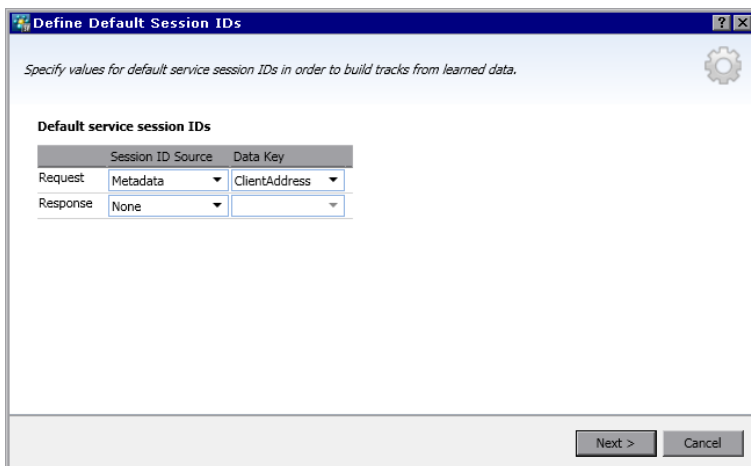 Define Default Session IDs
Specify values for default service session IDs in order to build tracks from learned data.
Default service session IDs
Session ID Source Data Key
Request Metadata ClientAddress
Response None
Next > Cancel